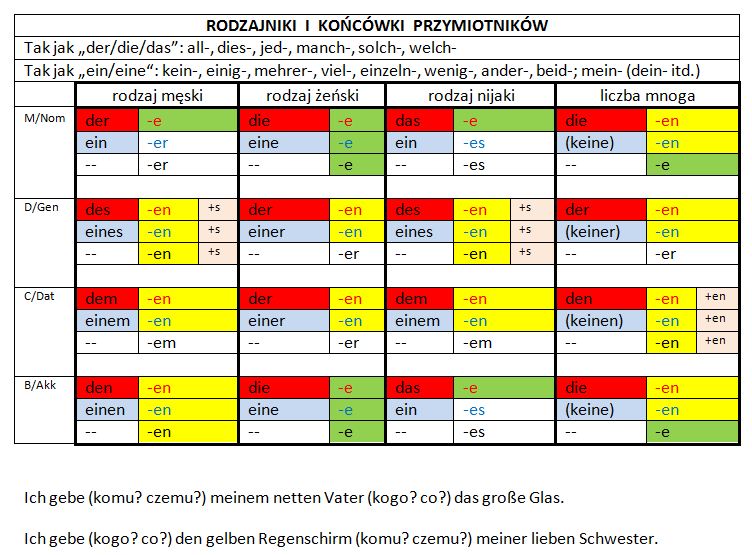 RODZAJNIKI I KOŃCÓWKI PRZYMIOTNIKÓW
Tak jak „der/die/das”: all-, dies-, jed-, manch-, solch-, welch-
Tak jak „ein/eine“: kein-, einig-, mehrer-, viel-, einzeln-, wenig-, ander-, beid-; mein- (dein- itd.)
rodzaj męski rodzaj żeński rodzaj nijaki liczba mnoga
M/Nom der -e die -e das -e die -en
ein -er eine -e ein -es (keine) -en
-- -er -- -e -- -es -- -e
D/Gen des -en +s der -en des -en +s der -en
eines -en +s einer -en eines -en +s (keiner) -en
-- -en +s -- -er -- -en +s -- -er
C/Dat dem -en der -en dem -en den -en +en
einem -en einer -en einem -en (keinen) -en +en
-- -em -- -er -- -em -- -en +en
B/Akk den -en die -e das -e die -en
einen -en eine -e ein -es (keine) -en
-- -en -- -e -- -es -- -e
Ich gebe (komu? czemu?) meinem netten Vater (kogo? co?) das große Glas.
Ich gebe (kogo? co?) den gelben Regenschirm (komu? czemu?) meiner lieben Schwester.